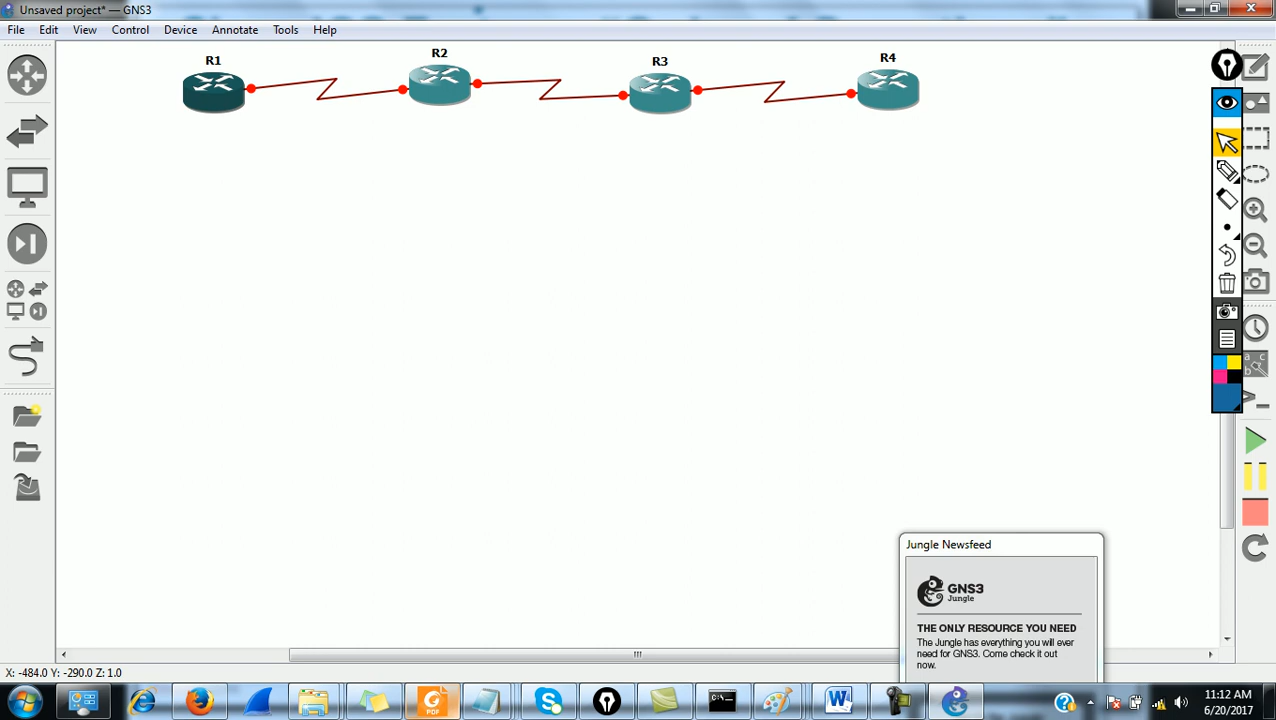 Unsaved project* — GNS3
File Edit View Control Device Annotate Tools Help
R1
R2
R3
R4
a c
b
Jungle Newsfeed
GNS3
Jungle
THE ONLY RESOURCE YOU NEED
The Jungle has everything you will ever
need for GNS3. Come check it out
now.
X: -484.0 Y: -290.0 Z: 1.0
PDF
C:\
11:12 AM
6/20/2017